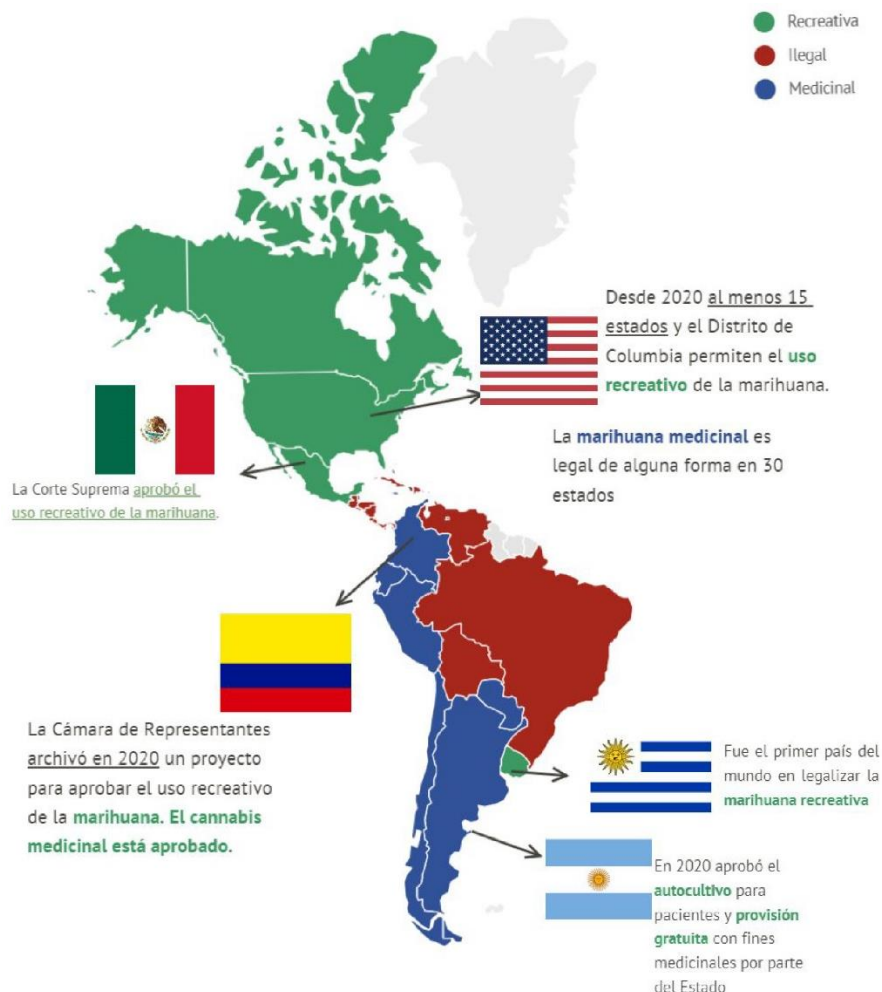 Recreativa
Ilegal
Medicinal
Desde 2020 al menos 15
estados y el Distrito de
Columbia permiten el uso
recreativo de la marihuana.
La marihuana medicinal es
legal de alguna forma en 30
estados
La Corte Suprema aprobó el
uso recreativo de la marihuana.
La Cámara de Representantes
archivó en 2020 un proyecto
para aprobar el uso recreativo
de la marihuana. El cannabis
medicinal está aprobado.
Fue el primer país del
mundo en legalizar la
marihuana recreativa
En 2020 aprobó el
autocultivo para
pacientes y provisión
gratuita con fines
medicinales por parte
del Estado